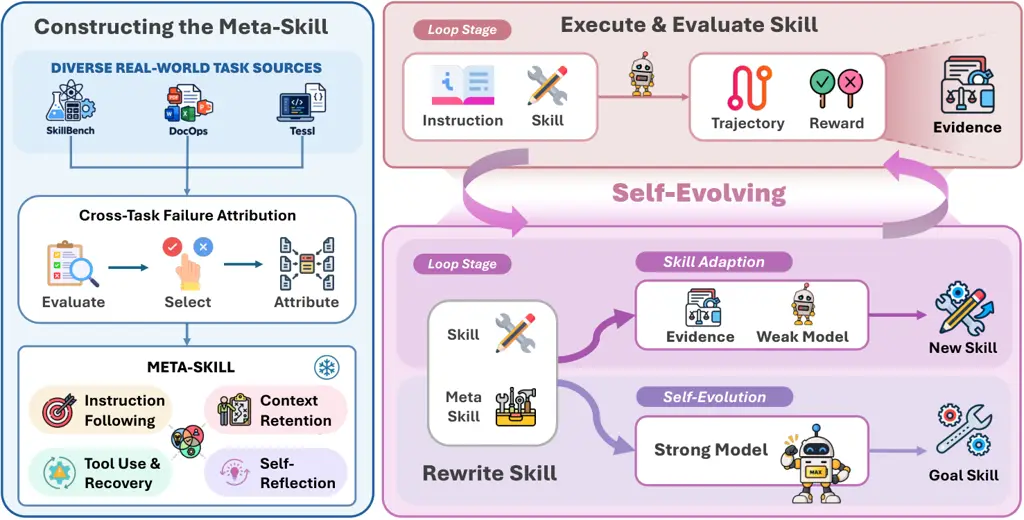 Constructing the Meta-Skill
DIVERSE REAL-WORLD TASK SOURCES
SkillBench
DocOps
Tessl
Cross-Task Failure Attribution
Evaluate
Select
Attribute
META-SKILL
Instruction
Following
Context
Retention
Tool Use &
Recovery
Self-
Reflection
Loop Stage
Execute & Evaluate Skill
Instruction
Skill
Trajectory
Reward
Evidence
Self-Evolving
Loop Stage
Skill
Meta
Skill
Rewrite Skill
Skill Adaption
Evidence
Weak Model
New Skill
Self-Evolution
Strong Model
MAX
Goal Skill